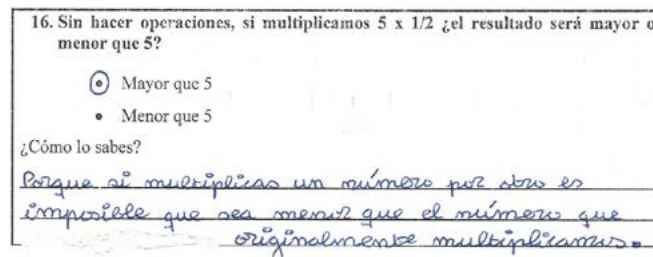 16. Sin hacer operaciones, si multiplicamos 5 x 1/2 ¿el resultado será mayor o
menor que 5?
Mayor que 5
• Menor que 5
¿Cómo lo sabes?
Porque si multiplicas un número por otro es
imposible que sea menor que el número que
originalmente multiplicamos.